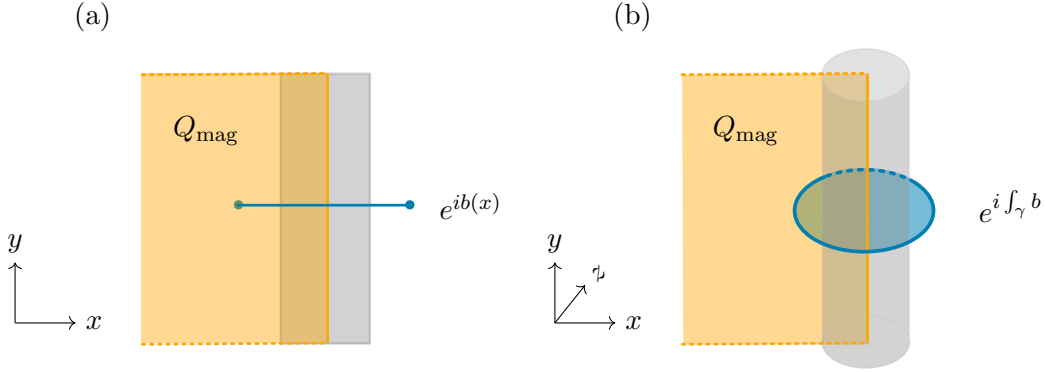 (a)
(b)
Q_mag
Q_mag
e^{ib(x)}
e^{i∫_γ b}
y
x
y
z
x